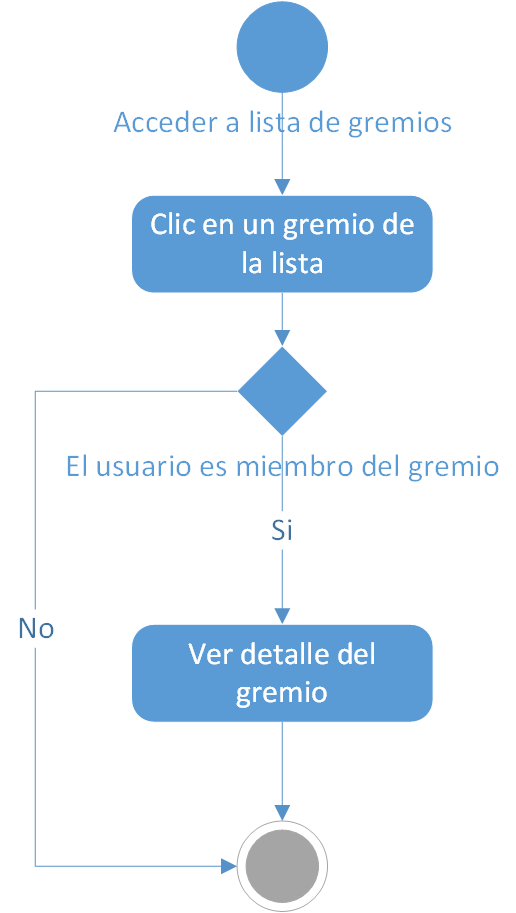 Acceder a lista de gremios
Clic en un gremio de
la lista
El usuario es miembro del gremio
Si
No
Ver detalle del
gremio